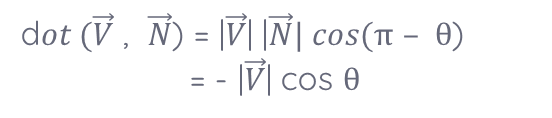 dot (V⃗ , N⃗) = |V⃗| |N⃗| cos(π – θ)
= - |V⃗| cos θ